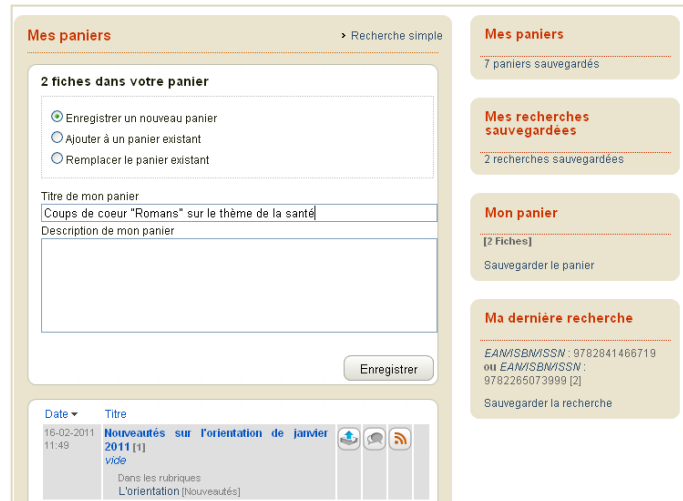 Mes paniers
Recherche simple
2 fiches dans votre panier
Enregistrer un nouveau panier
Ajouter à un panier existant
Remplacer le panier existant
Titre de mon panier
Coups de coeur "Romans" sur le thème de la santé
Description de mon panier
Enregistrer
Date Titre
16-02-2011 Nouveautés sur l'orientation de janvier
11:49 2011 [1]
vide
Dans les rubriques
L'orientation [Nouveautés]
Mes paniers
7 paniers sauvegardés
Mes recherches
sauvegardées
2 recherches sauvegardées
Mon panier
[2 Fiches]
Sauvegarder le panier
Ma dernière recherche
EAN/ISBN/ISSN : 9782841466719
ou EAN/ISBN/ISSN :
9782265073999 [2]
Sauvegarder la recherche